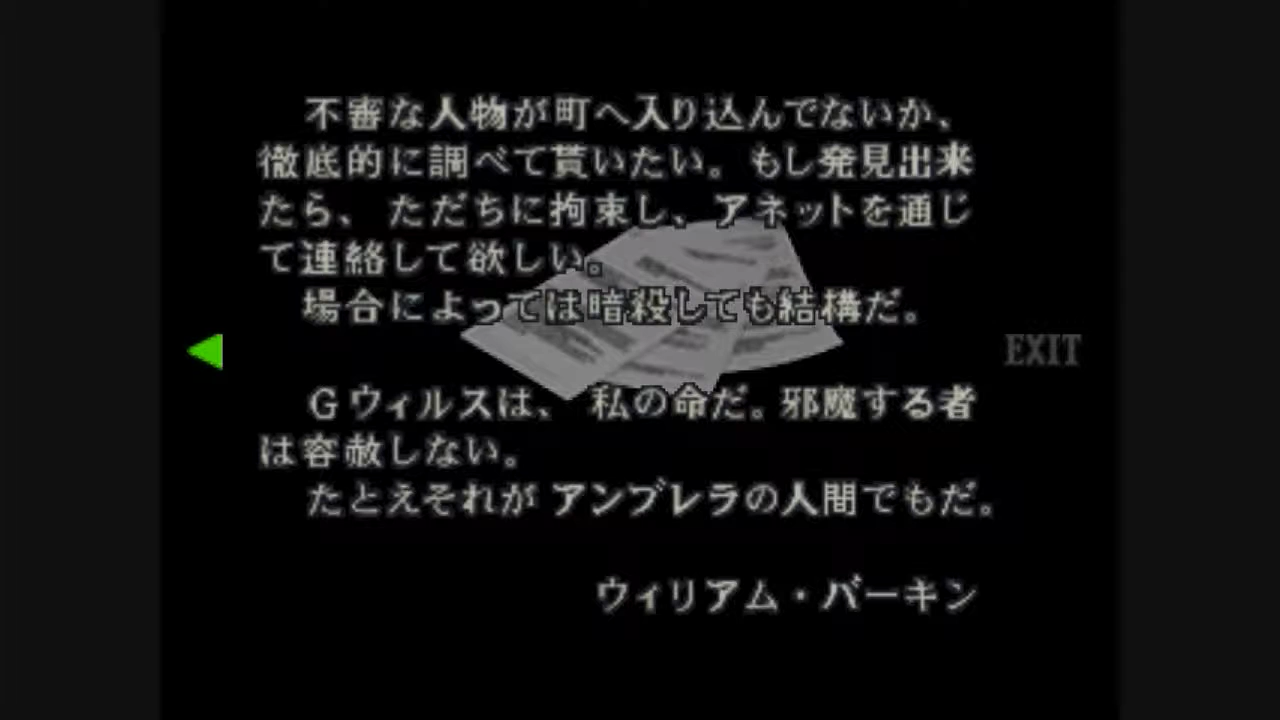 不審な人物が町へ入り込んでないか、
徹底的に調べて貰いたい。もし発見出来
たら、ただちに拘束し、アネットを通じ
て連絡して欲しい。
場合によっては暗殺しても結構だ。
EXIT
Gウィルスは、私の命だ。邪魔する者
は容赦しない。
たとえそれがアンブレラの人間でもだ。
ウィリアム・バーキン